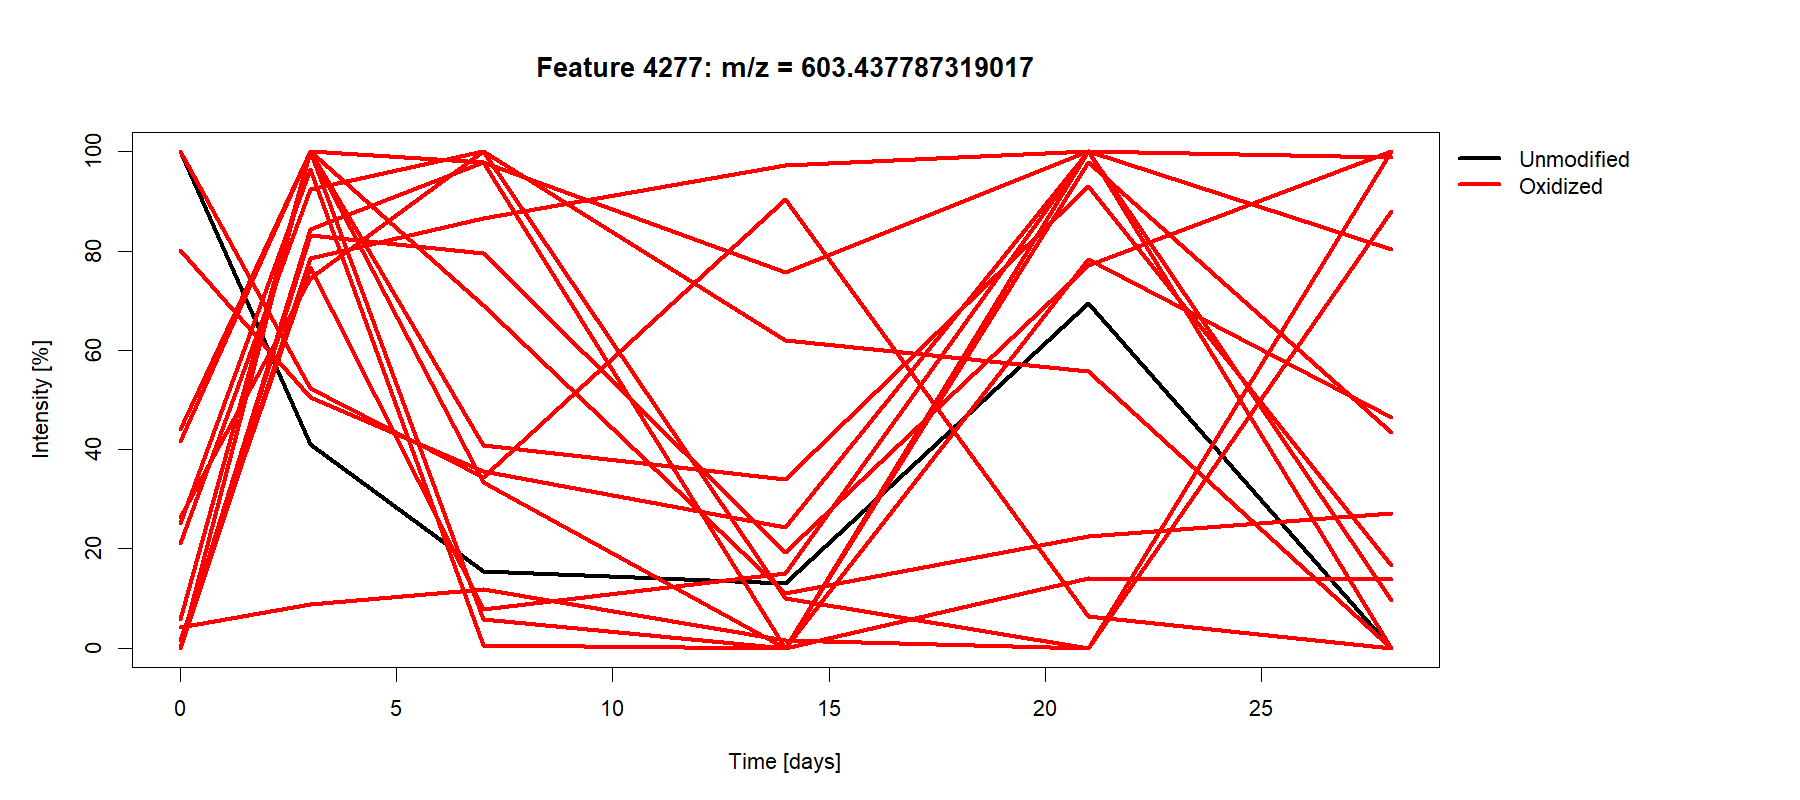 Feature 4277: m/z = 603.437787319017
Unmodified
Oxidized
Intensity [%]
100
80
60
40
20
0
0 5 10 15 20 25
Time [days]